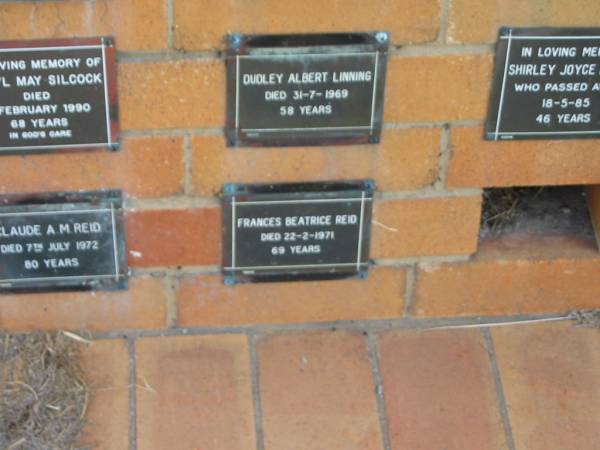 VING MEMORY OF
L MAY SILCOCK
DIED
FEBRUARY 1990
68 YEARS
IN GOD'S CARE
DUDLEY ALBERT LINNING
DIED 31-7-1969
58 YEARS
IN LOVING ME
SHIRLEY JOYCE
WHO PASSED A
18-5-85
46 YEARS
CLAUDE A.M. REID
DIED 7TH JULY 1972
80 YEARS
FRANCES BEATRICE REID
DIED 22-2-1971
69 YEARS